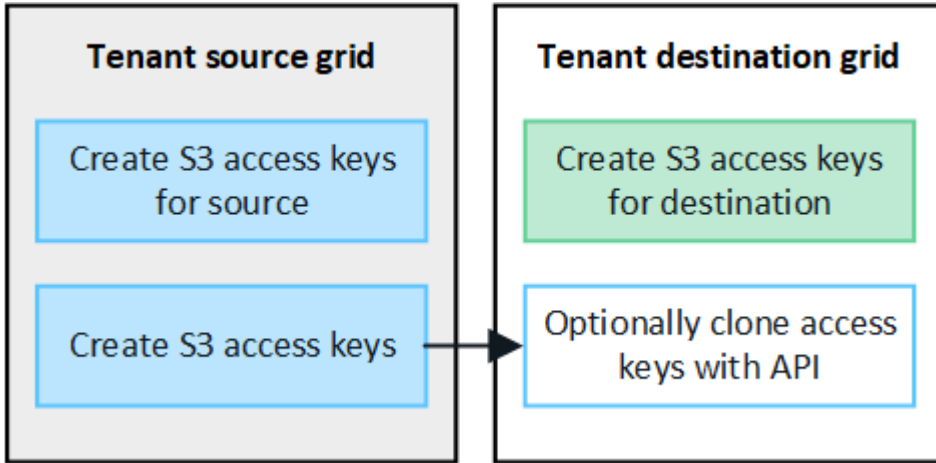 Tenant source grid
Create S3 access keys
for source
Create S3 access keys
Tenant destination grid
Create S3 access keys
for destination
Optionally clone access
keys with API